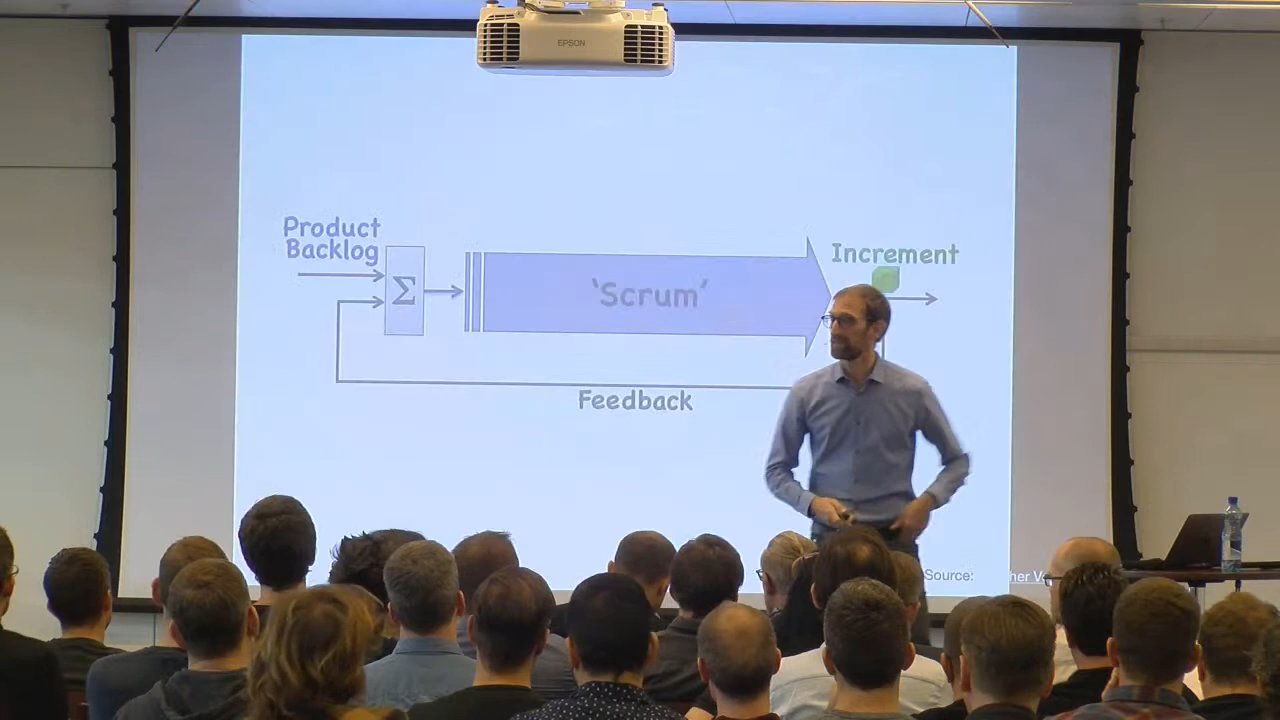 EPSON
Product
Backlog
Σ
'Scrum'
Increment
Feedback
Source: